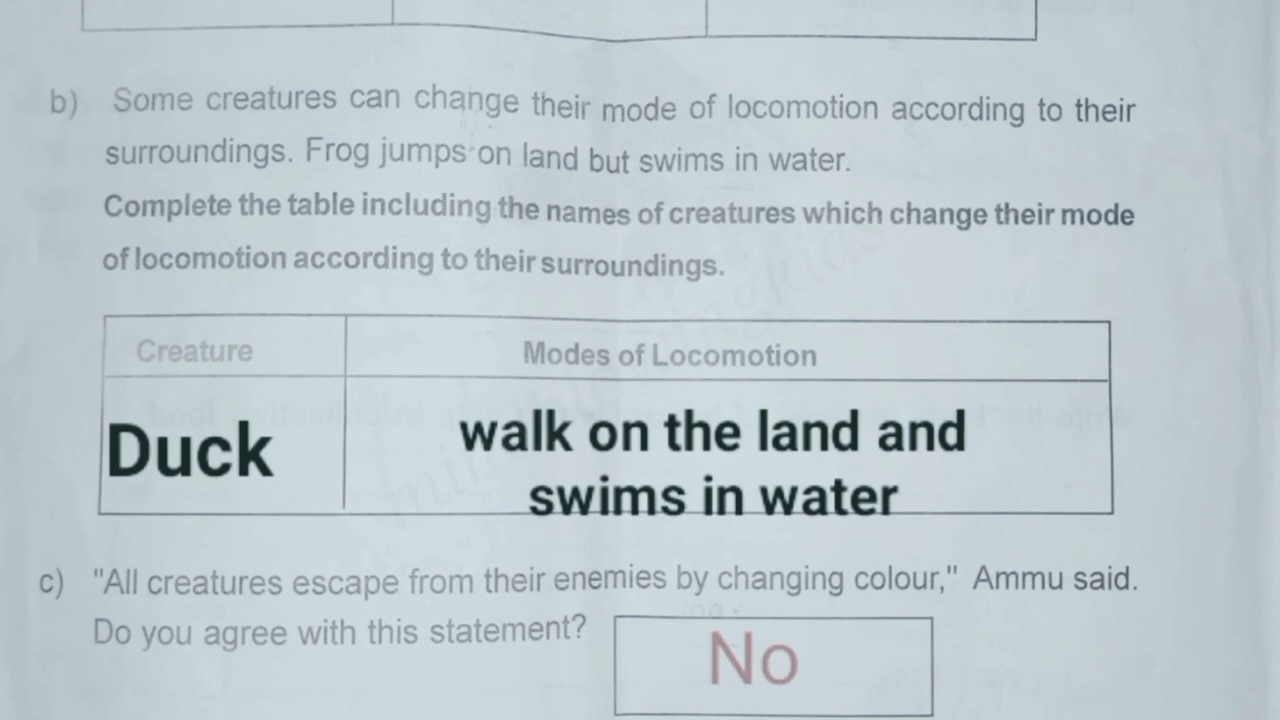 b) Some creatures can change their mode of locomotion according to their
surroundings. Frog jumps on land but swims in water.
Complete the table including the names of creatures which change their mode
of locomotion according to their surroundings.
Creature Modes of Locomotion
Duck walk on the land and
swims in water
c) "All creatures escape from their enemies by changing colour," Ammu said.
Do you agree with this statement? No